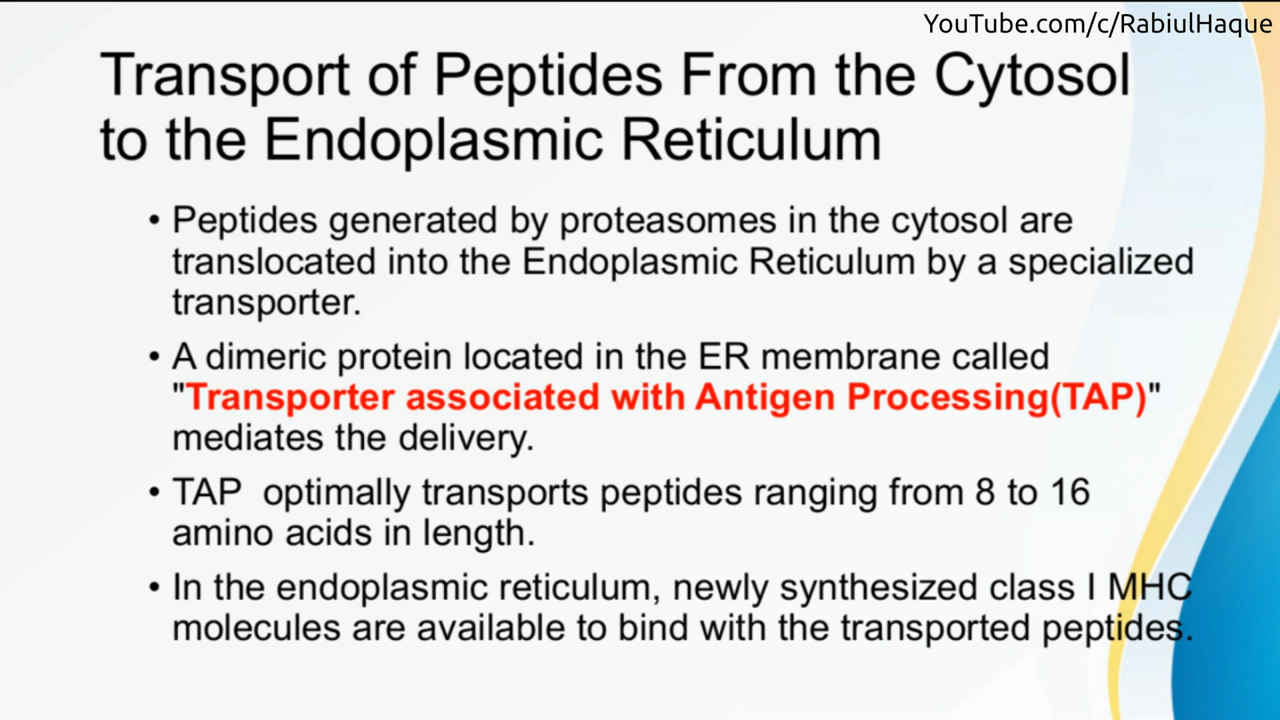 YouTube.com/c/RabiulHaque
Transport of Peptides From the Cytosol
to the Endoplasmic Reticulum
• Peptides generated by proteasomes in the cytosol are
translocated into the Endoplasmic Reticulum by a specialized
transporter.
• A dimeric protein located in the ER membrane called
"Transporter associated with Antigen Processing(TAP)"
mediates the delivery.
• TAP  optimally transports peptides ranging from 8 to 16
amino acids in length.
• In the endoplasmic reticulum, newly synthesized class I MHC
molecules are available to bind with the transported peptides.